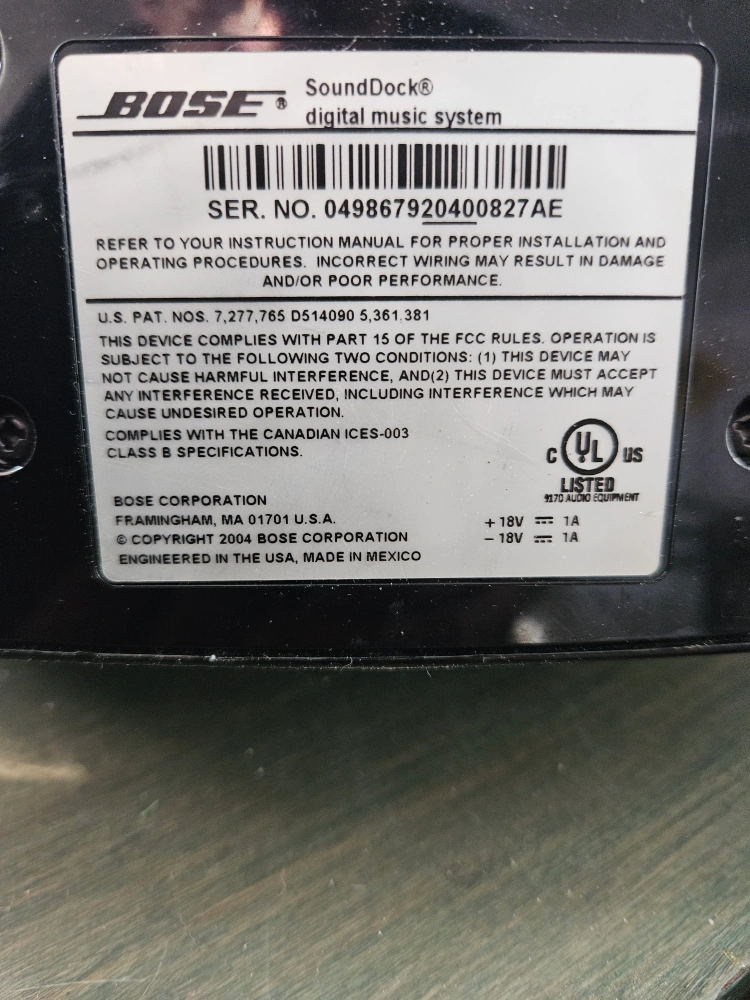 BOSE® SoundDock®
digital music system
SER. NO. 049867920400827AE
REFER TO YOUR INSTRUCTION MANUAL FOR PROPER INSTALLATION AND
OPERATING PROCEDURES. INCORRECT WIRING MAY RESULT IN DAMAGE
AND/OR POOR PERFORMANCE.
U.S. PAT. NOS. 7,277,765 D514090 5,361,381
THIS DEVICE COMPLIES WITH PART 15 OF THE FCC RULES. OPERATION IS
SUBJECT TO THE FOLLOWING TWO CONDITIONS: (1) THIS DEVICE MAY
NOT CAUSE HARMFUL INTERFERENCE, AND(2) THIS DEVICE MUST ACCEPT
ANY INTERFERENCE RECEIVED, INCLUDING INTERFERENCE WHICH MAY
CAUSE UNDESIRED OPERATION.
COMPLIES WITH THE CANADIAN ICES-003
CLASS B SPECIFICATIONS.
C UL US
LISTED
9170 AUDIO EQUIPMENT
BOSE CORPORATION
FRAMINGHAM, MA 01701 U.S.A.
© COPYRIGHT 2004 BOSE CORPORATION
ENGINEERED IN THE USA, MADE IN MEXICO
+ 18V ⎓ 1A
− 18V ⎓ 1A